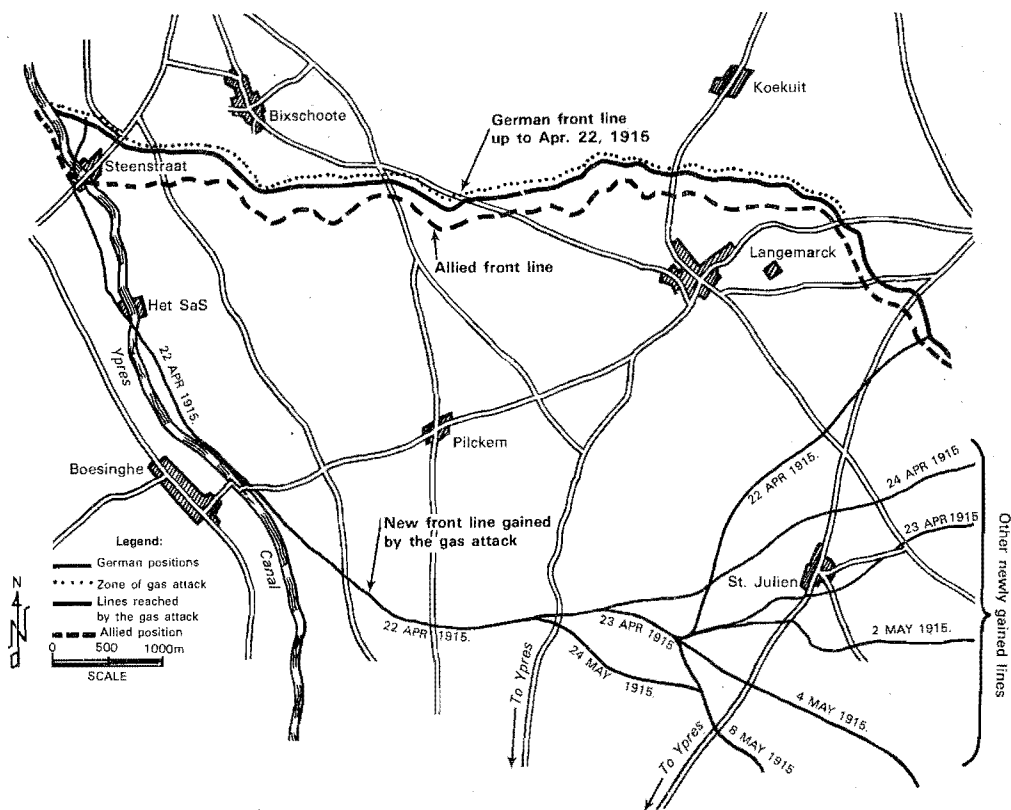 Koekuit
Bixschoote
German front line
up to Apr. 22, 1915
Steenstraat
Langemarck
Allied front line
Het SaS
Ypres
22 APR 1915.
Pilckem
Boesinghe
22 APR 1915.
24 APR 1915
23 APR 1915
New front line gained
by the gas attack
Canal
St. Julien
Other newly gained lines
22 APR 1915.
23 APR 1915
2 MAY 1915.
24 MAY 1915.
4 MAY 1915.
8 MAY 1915
To Ypres
To Ypres
Legend:
German positions
Zone of gas attack
Lines reached
by the gas attack
Allied position
N
0 500 1000m
SCALE